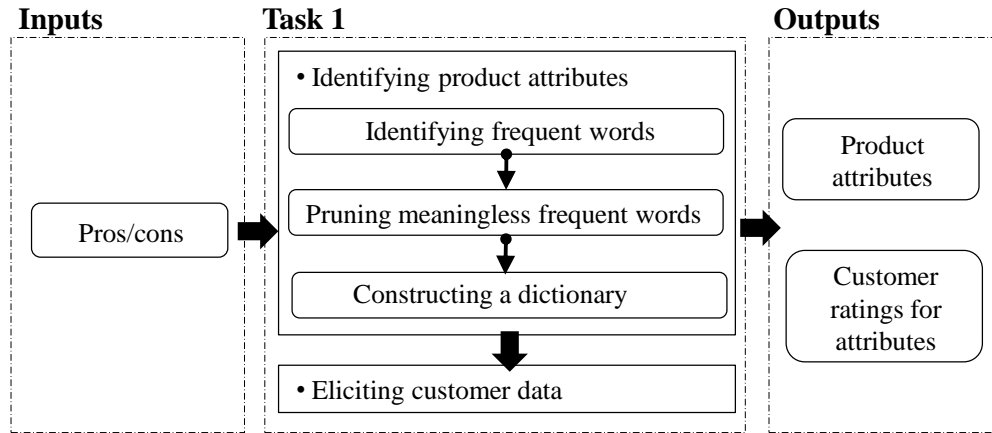 Inputs
Task 1
Outputs
Pros/cons
• Identifying product attributes
Identifying frequent words
Pruning meaningless frequent words
Constructing a dictionary
• Eliciting customer data
Product
attributes
Customer
ratings for
attributes